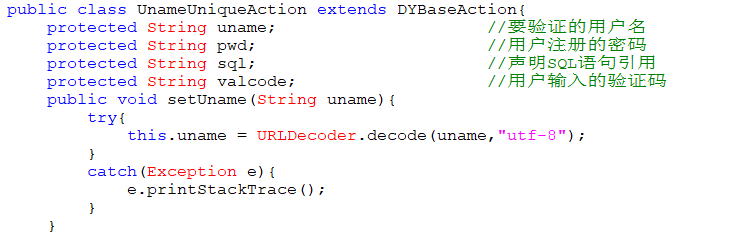 public class UnameUniqueAction extends DYBaseAction{
    protected String uname;                     //要验证的用户名
    protected String pwd;                       //用户注册的密码
    protected String sql;                       //声明SQL语句引用
    protected String valcode;                   //用户输入的验证码
    public void setUname(String uname){
        try{
            this.uname = URLDecoder.decode(uname,"utf-8");
        }
        catch(Exception e){
            e.printStackTrace();
        }
    }